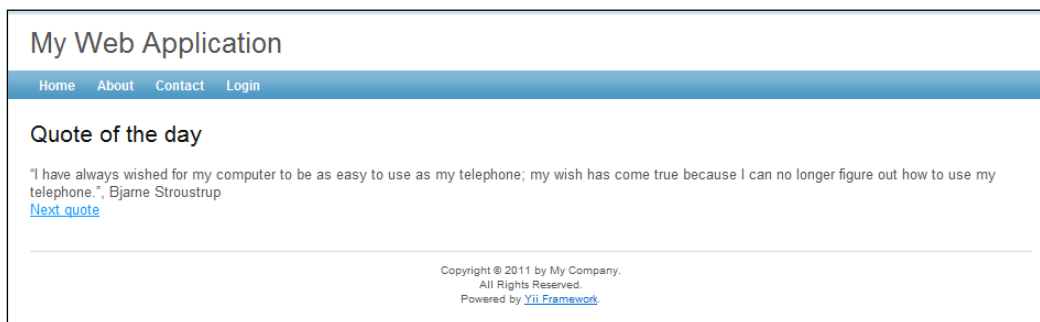 My Web Application
Home About Contact Login
Quote of the day
“I have always wished for my computer to be as easy to use as my telephone; my wish has come true because I can no longer figure out how to use my
telephone.”, Bjarne Stroustrup
Next quote
Copyright © 2011 by My Company.
All Rights Reserved.
Powered by Yii Framework.